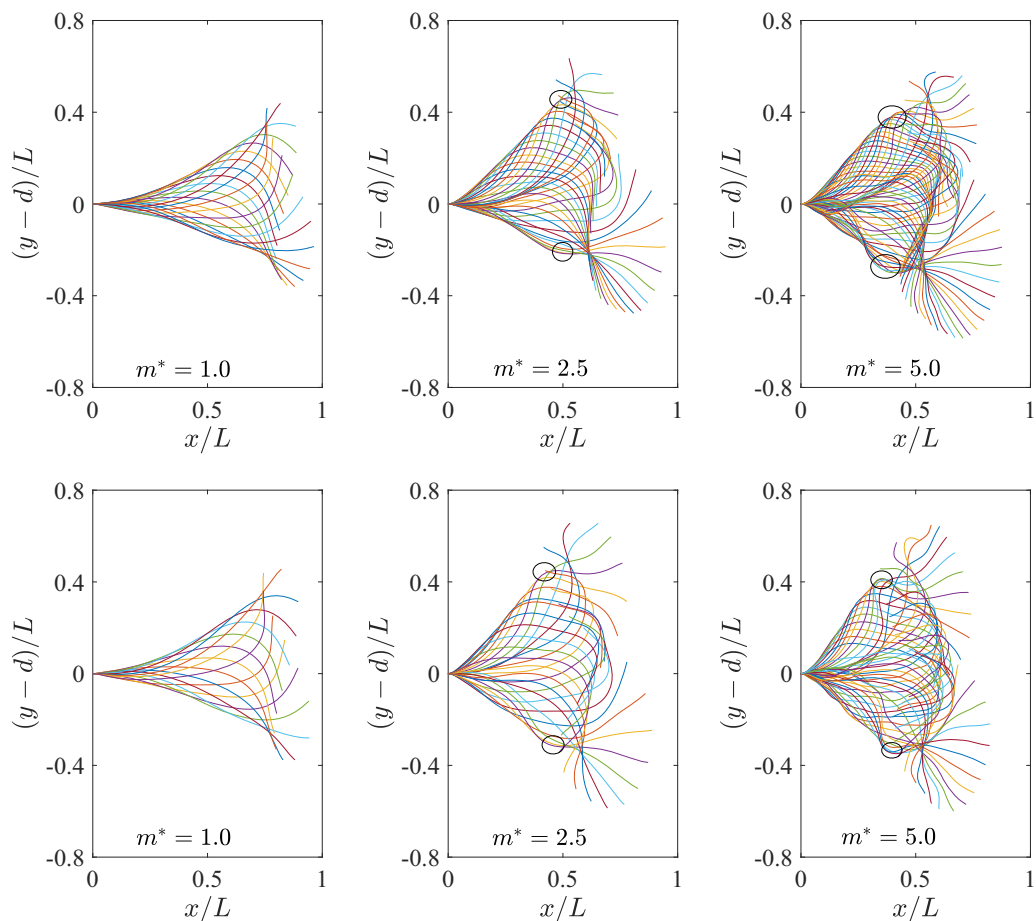 0.8 0.8 0.8
0.4 0.4 0.4
0 0 0
-0.4 -0.4 -0.4
-0.8 -0.8 -0.8
(y − d)/L (y − d)/L (y − d)/L
m* = 1.0 m* = 2.5 m* = 5.0
0 0.5 1 0 0.5 1 0 0.5 1
x/L x/L x/L
0.8 0.8 0.8
0.4 0.4 0.4
0 0 0
-0.4 -0.4 -0.4
-0.8 -0.8 -0.8
(y − d)/L (y − d)/L (y − d)/L
m* = 1.0 m* = 2.5 m* = 5.0
0 0.5 1 0 0.5 1 0 0.5 1
x/L x/L x/L